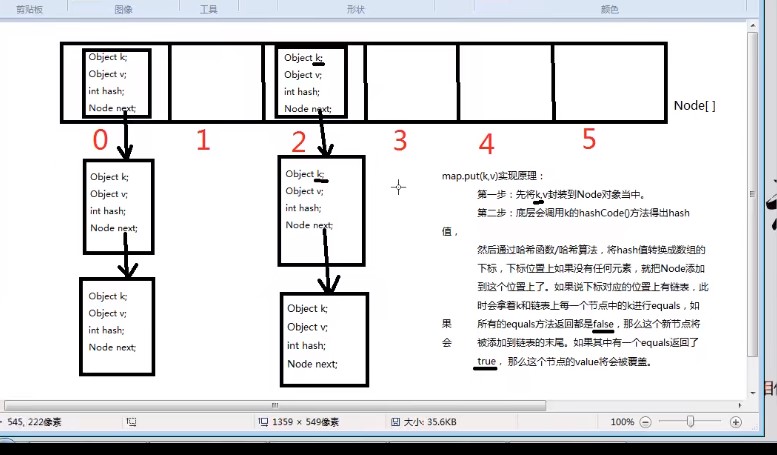 剪贴板 图像 工具 形状 颜色
Object k; Object k;
Object v; Object v;
int hash; int hash;
Node next; Node next;
Node[ ]
0 1 2 3 4 5
Object k;
Object v;
int hash;
Node next;
Object k;
Object v;
int hash;
Node next;
Object k;
Object v;
int hash;
Node next;
Object k;
Object v;
int hash;
Node next;
map.put(k,v)实现原理：
第一步：先将k,v封装到Node对象当中。
第二步：底层会调用k的hashCode()方法得出hash
值，
然后通过哈希函数/哈希算法，将hash值转换成数组的
下标，下标位置上如果没有任何元素，就把Node添加
到这个位置上了。如果说下标对应的位置上有链表，此
时会拿着k和链表上每一个节点中的k进行equals，如
果 所有的equals方法返回都是false，那么这个新节点将
会 被添加到链表的末尾。如果其中有一个equals返回了
true，那么这个节点的value将会被覆盖。
545, 222像素 1359 × 549像素 大小: 35.6KB 100%